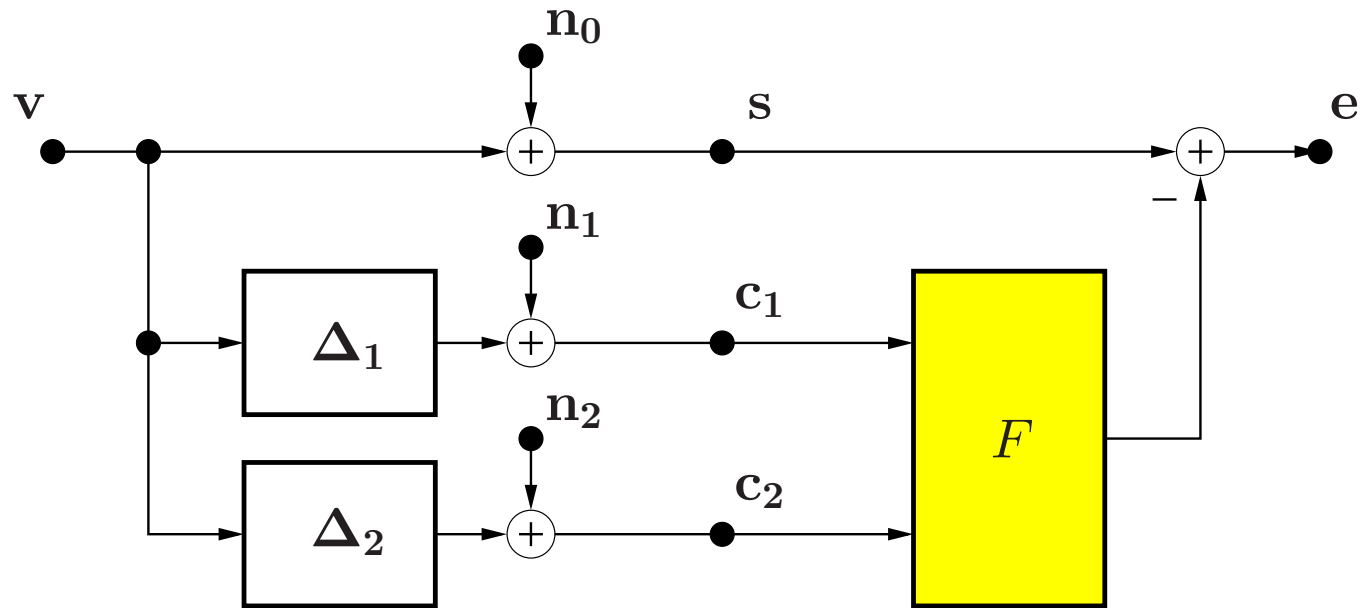 n₀
v
s
e
+
+
n₁
−
c₁
Δ₁
+
n₂
F
c₂
Δ₂
+